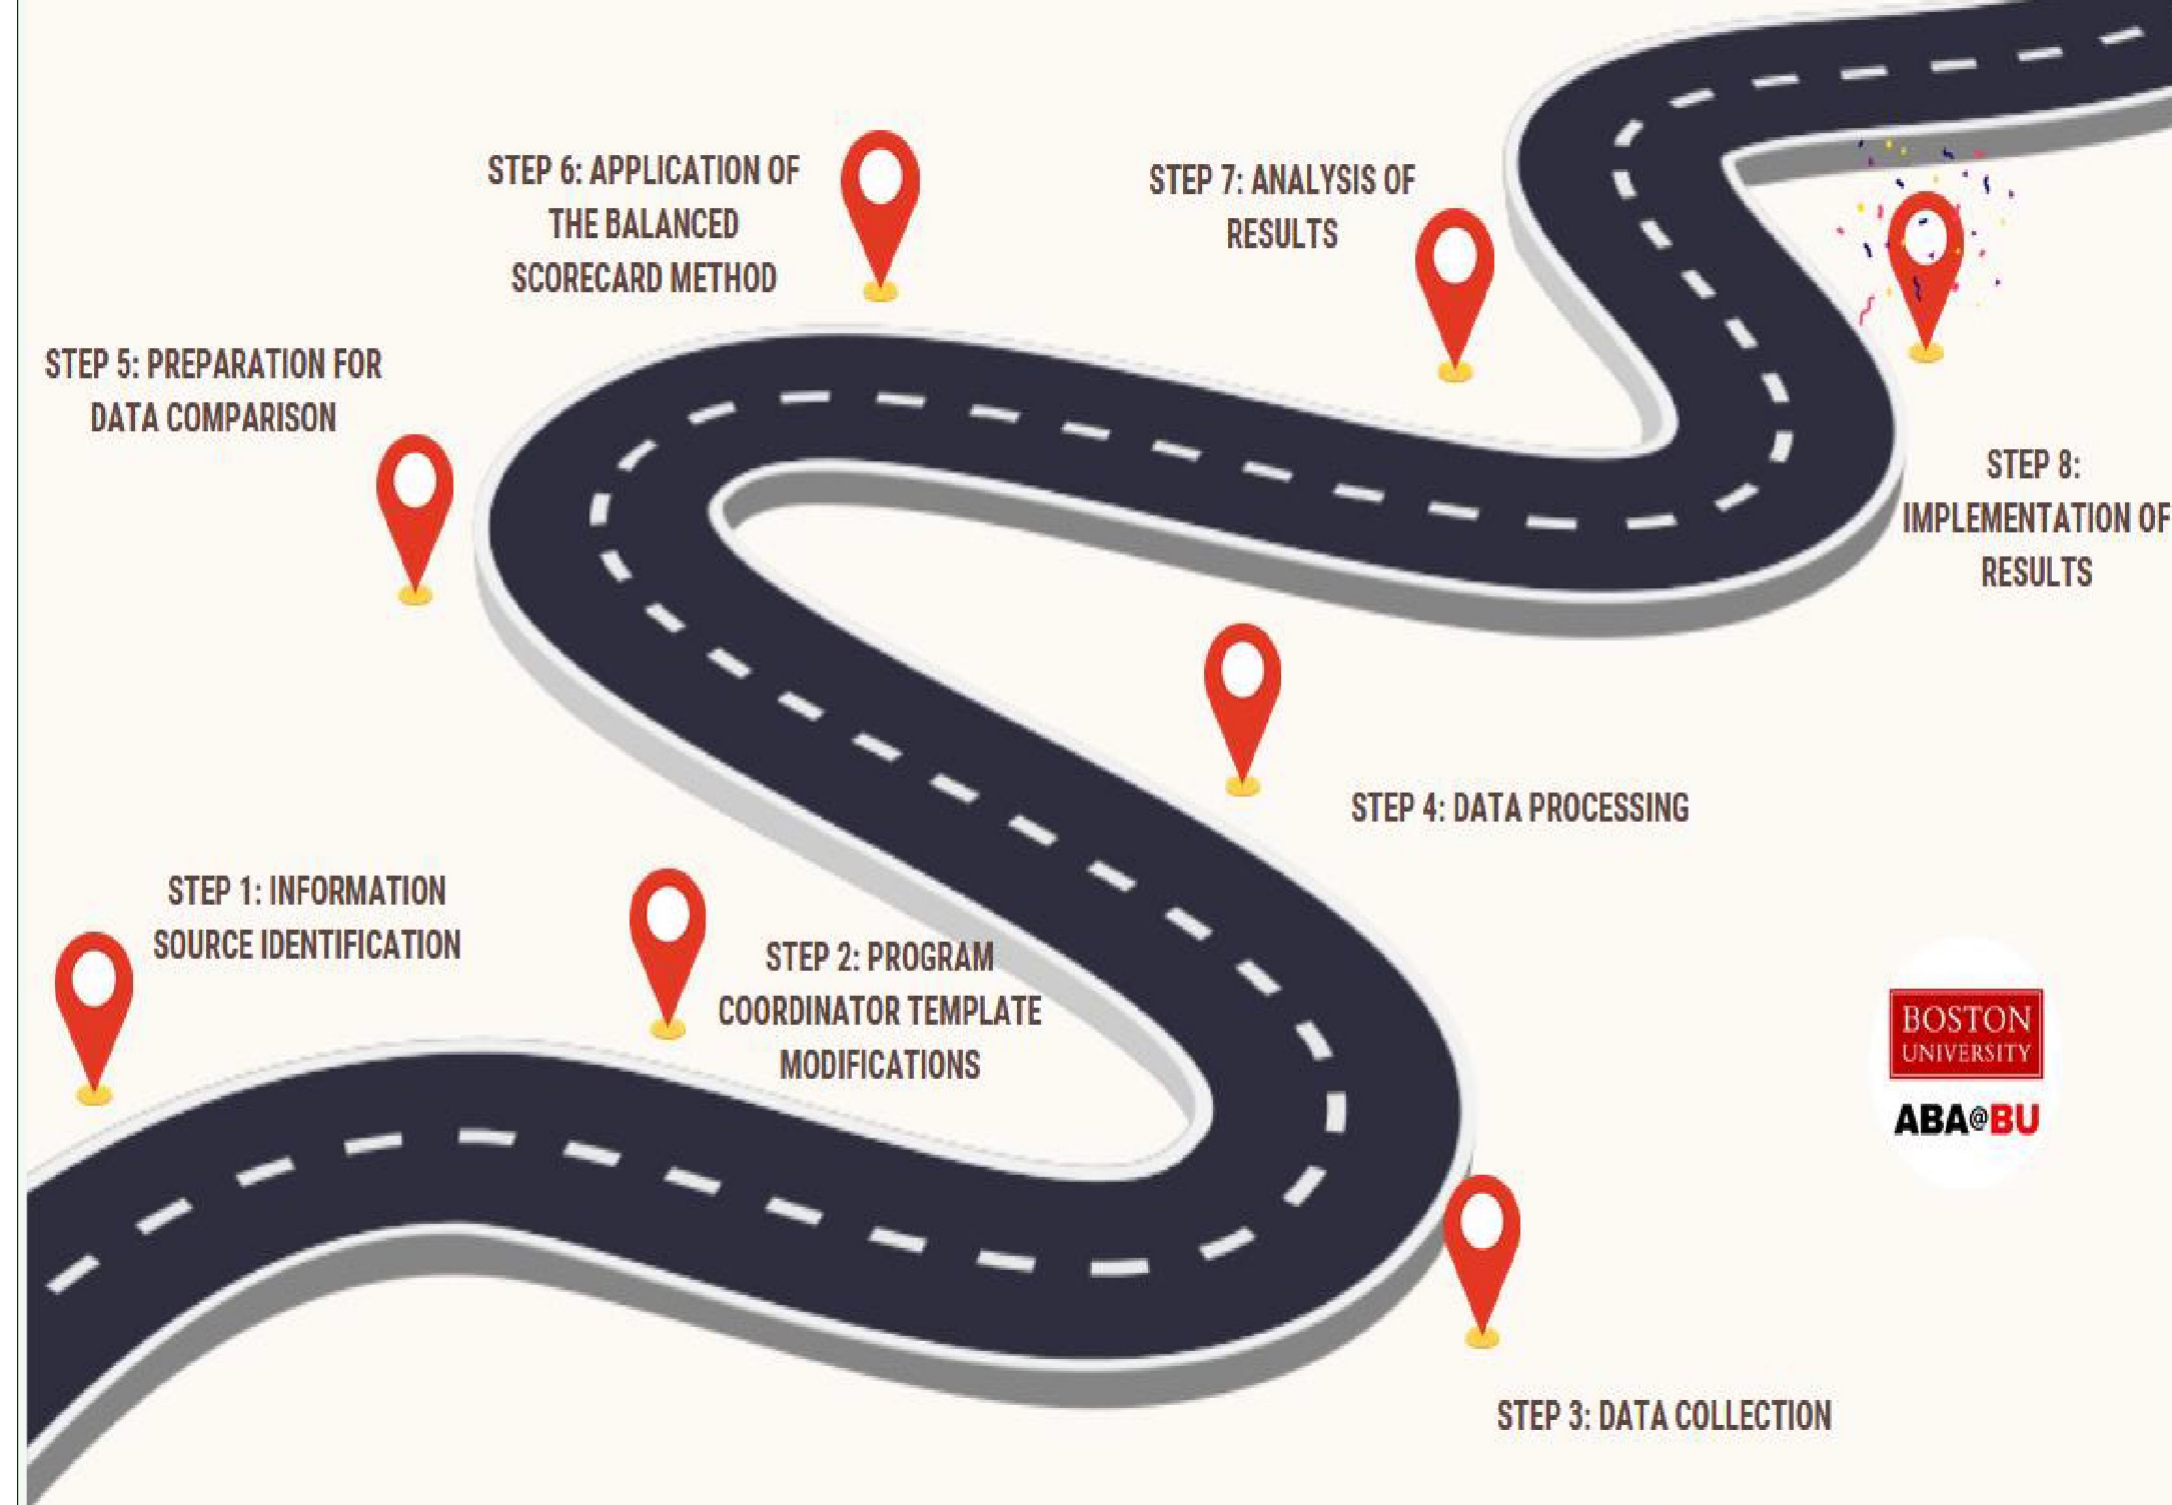 STEP 1: INFORMATION
SOURCE IDENTIFICATION
STEP 2: PROGRAM
COORDINATOR TEMPLATE
MODIFICATIONS
STEP 3: DATA COLLECTION
STEP 4: DATA PROCESSING
STEP 5: PREPARATION FOR
DATA COMPARISON
STEP 6: APPLICATION OF
THE BALANCED
SCORECARD METHOD
STEP 7: ANALYSIS OF
RESULTS
STEP 8:
IMPLEMENTATION OF
RESULTS
BOSTON
UNIVERSITY
ABA@BU